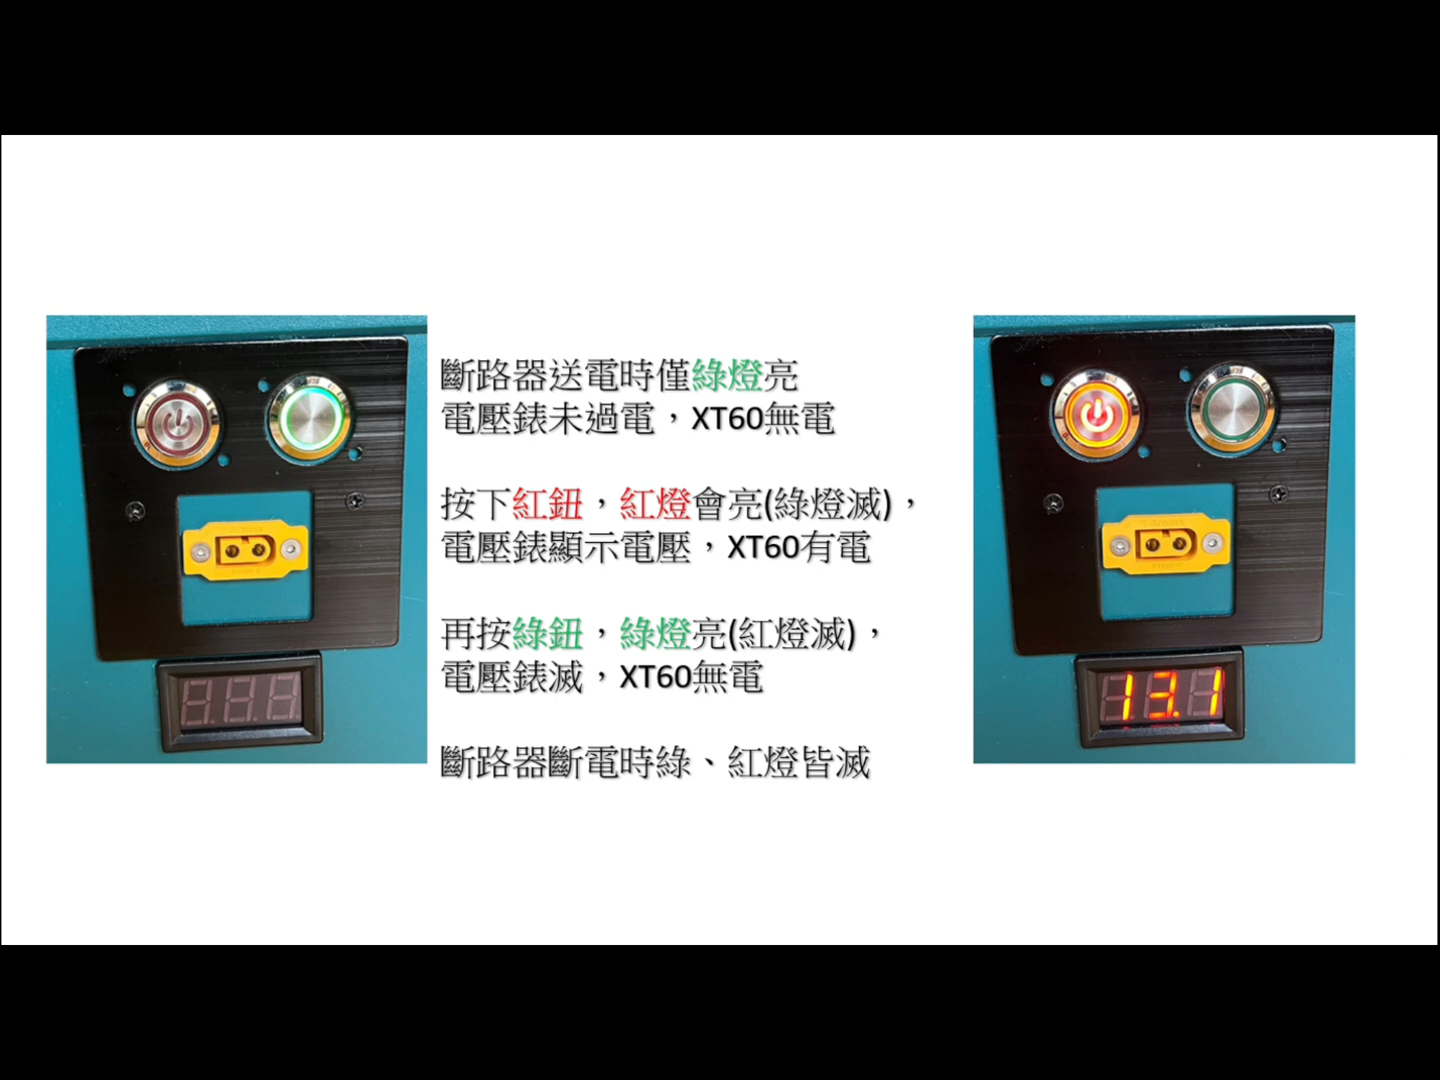 斷路器送電時僅綠燈亮
電壓錶未過電，XT60無電
按下紅鈕，紅燈會亮(綠燈滅)，
電壓錶顯示電壓，XT60有電
再按綠鈕，綠燈亮(紅燈滅)，
電壓錶滅，XT60無電
斷路器斷電時綠、紅燈皆滅
13.1